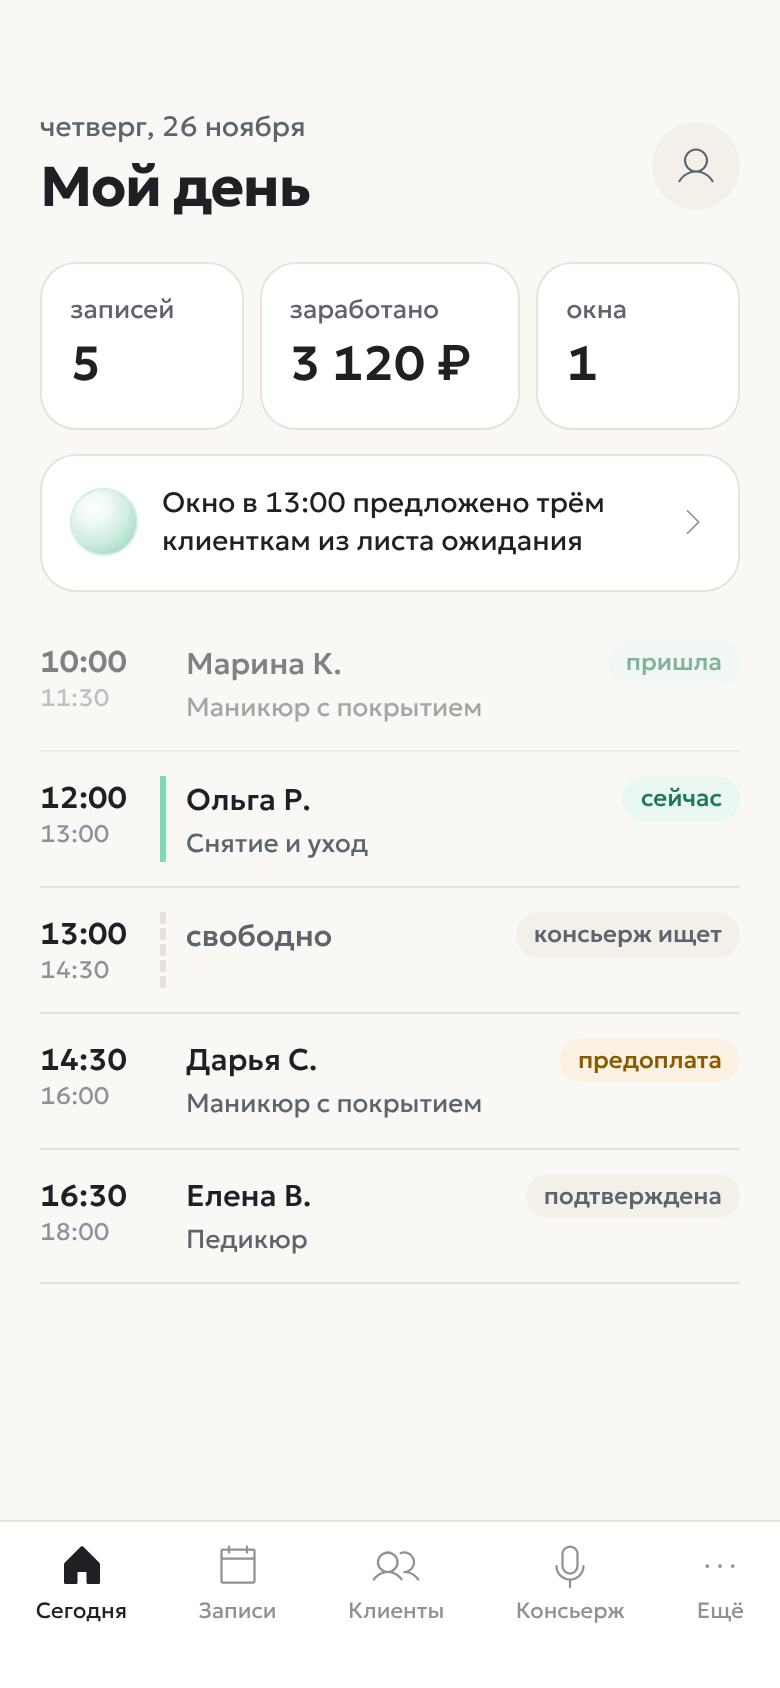 четверг, 26 ноября
Мой день
записей
5
заработано
3 120 ₽
окна
1
Окно в 13:00 предложено трём
клиенткам из листа ожидания
10:00
11:30
Марина К.
Маникюр с покрытием
пришла
12:00
13:00
Ольга Р.
Снятие и уход
сейчас
13:00
14:30
свободно
консьерж ищет
14:30
16:00
Дарья С.
Маникюр с покрытием
предоплата
16:30
18:00
Елена В.
Педикюр
подтверждена
Сегодня
Записи
Клиенты
Консьерж
Ещё